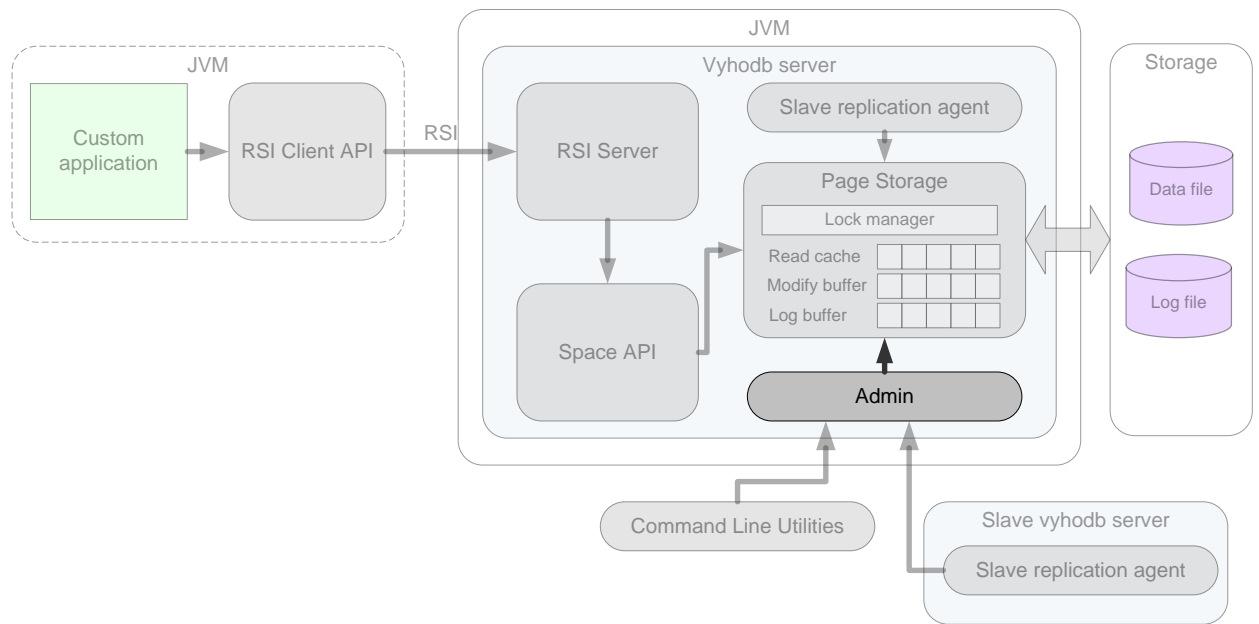 JVM
Custom
application
RSI Client API
RSI
JVM
Vyhodb server
RSI Server
Space API
Slave replication agent
Page Storage
Lock manager
Read cache
Modify buffer
Log buffer
Admin
Storage
Data file
Log file
Command Line Utilities
Slave vyhodb server
Slave replication agent